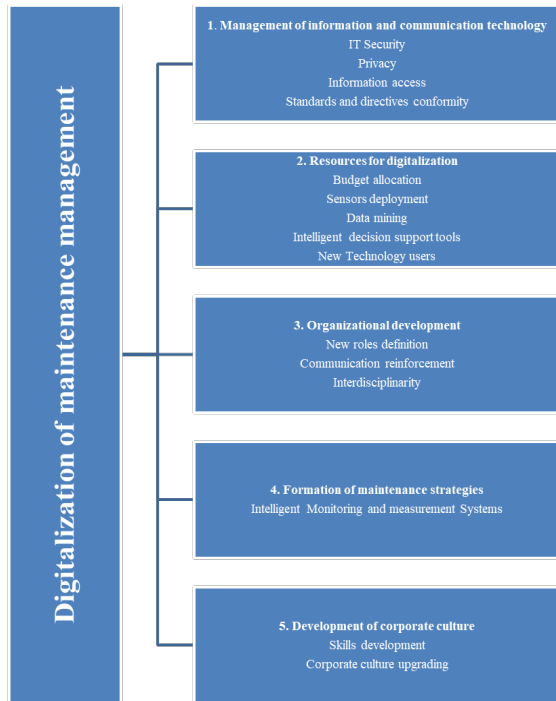 Digitalization of maintenance management
1. Management of information and communication technology
IT Security
Privacy
Information access
Standards and directives conformity
2. Resources for digitalization
Budget allocation
Sensors deployment
Data mining
Intelligent decision support tools
New Technology users
3. Organizational development
New roles definition
Communication reinforcement
Interdisciplinarity
4. Formation of maintenance strategies
Intelligent Monitoring and measurement Systems
5. Development of corporate culture
Skills development
Corporate culture upgrading